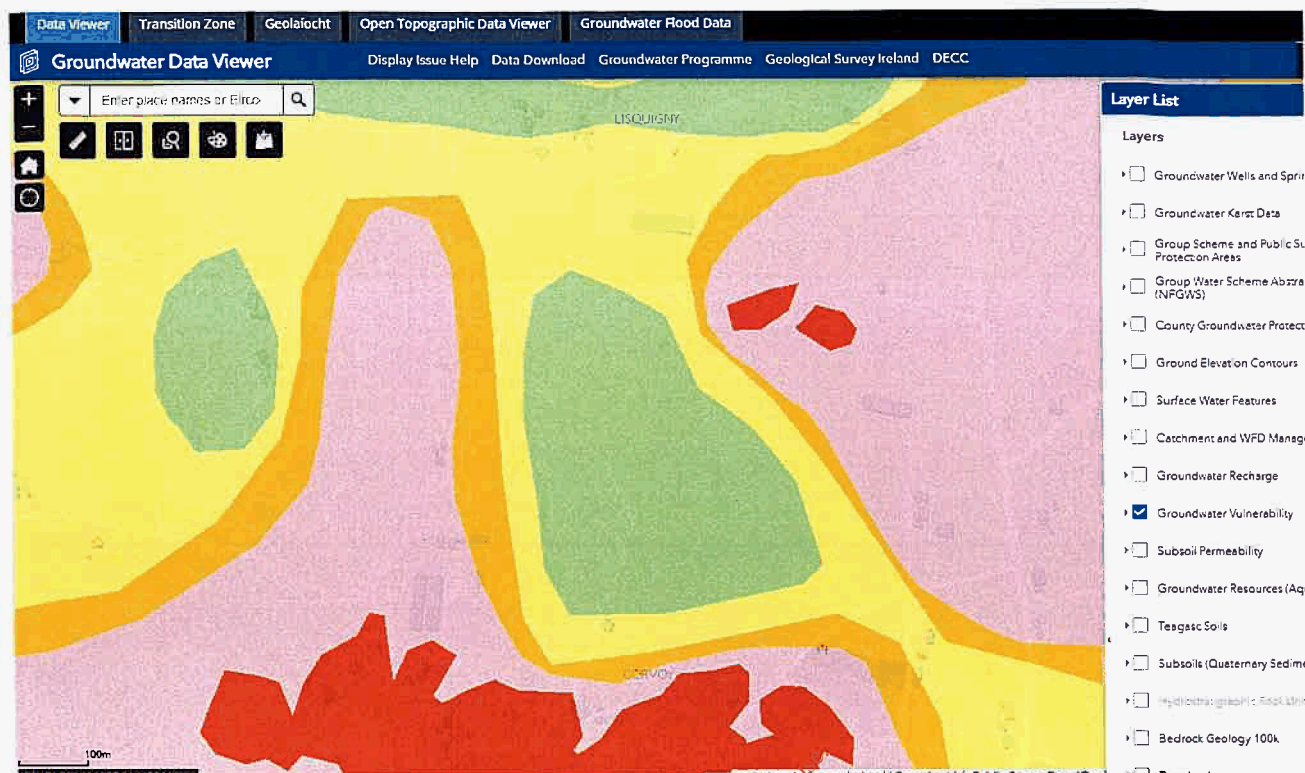 Data Viewer
Transition Zone
Geolaíocht
Open Topographic Data Viewer
Groundwater Flood Data
Groundwater Data Viewer
Display Issue Help
Data Download
Groundwater Programme
Geological Survey Ireland
DECC
Enter place names or Eirco
LISQUIGNY
Layer List
Layers
Groundwater Wells and Sprin
Groundwater Karst Data
Group Scheme and Public Su
Protection Areas
Group Water Scheme Abstra
(NFGWS)
County Groundwater Protect
Ground Elevation Contours
Surface Water Features
Catchment and WFD Manage
Groundwater Recharge
Groundwater Vulnerability
Subsoil Permeability
Groundwater Resources (Aqu
Teagasc Soils
Subsoils (Quaternary Sedime
Bedrock Geology 100k
100m